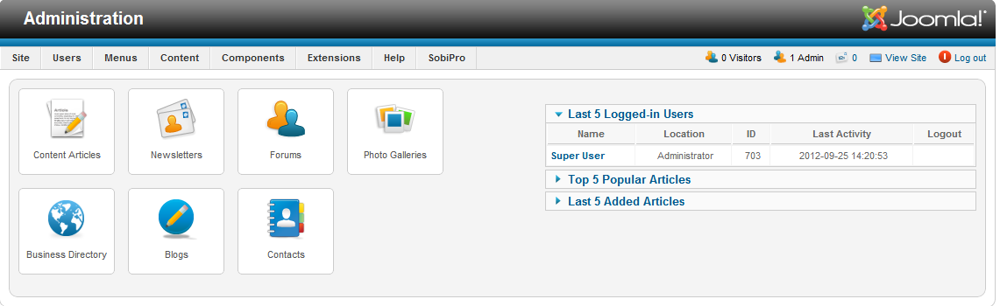 Administration
Joomla!®
Site Users Menus Content Components Extensions Help SobiPro 0 Visitors 1 Admin 0 View Site Log out
Content Articles Newsletters Forums Photo Galleries
Business Directory Blogs Contacts
Last 5 Logged-in Users
Name Location ID Last Activity Logout
Super User Administrator 703 2012-09-25 14:20:53
Top 5 Popular Articles
Last 5 Added Articles